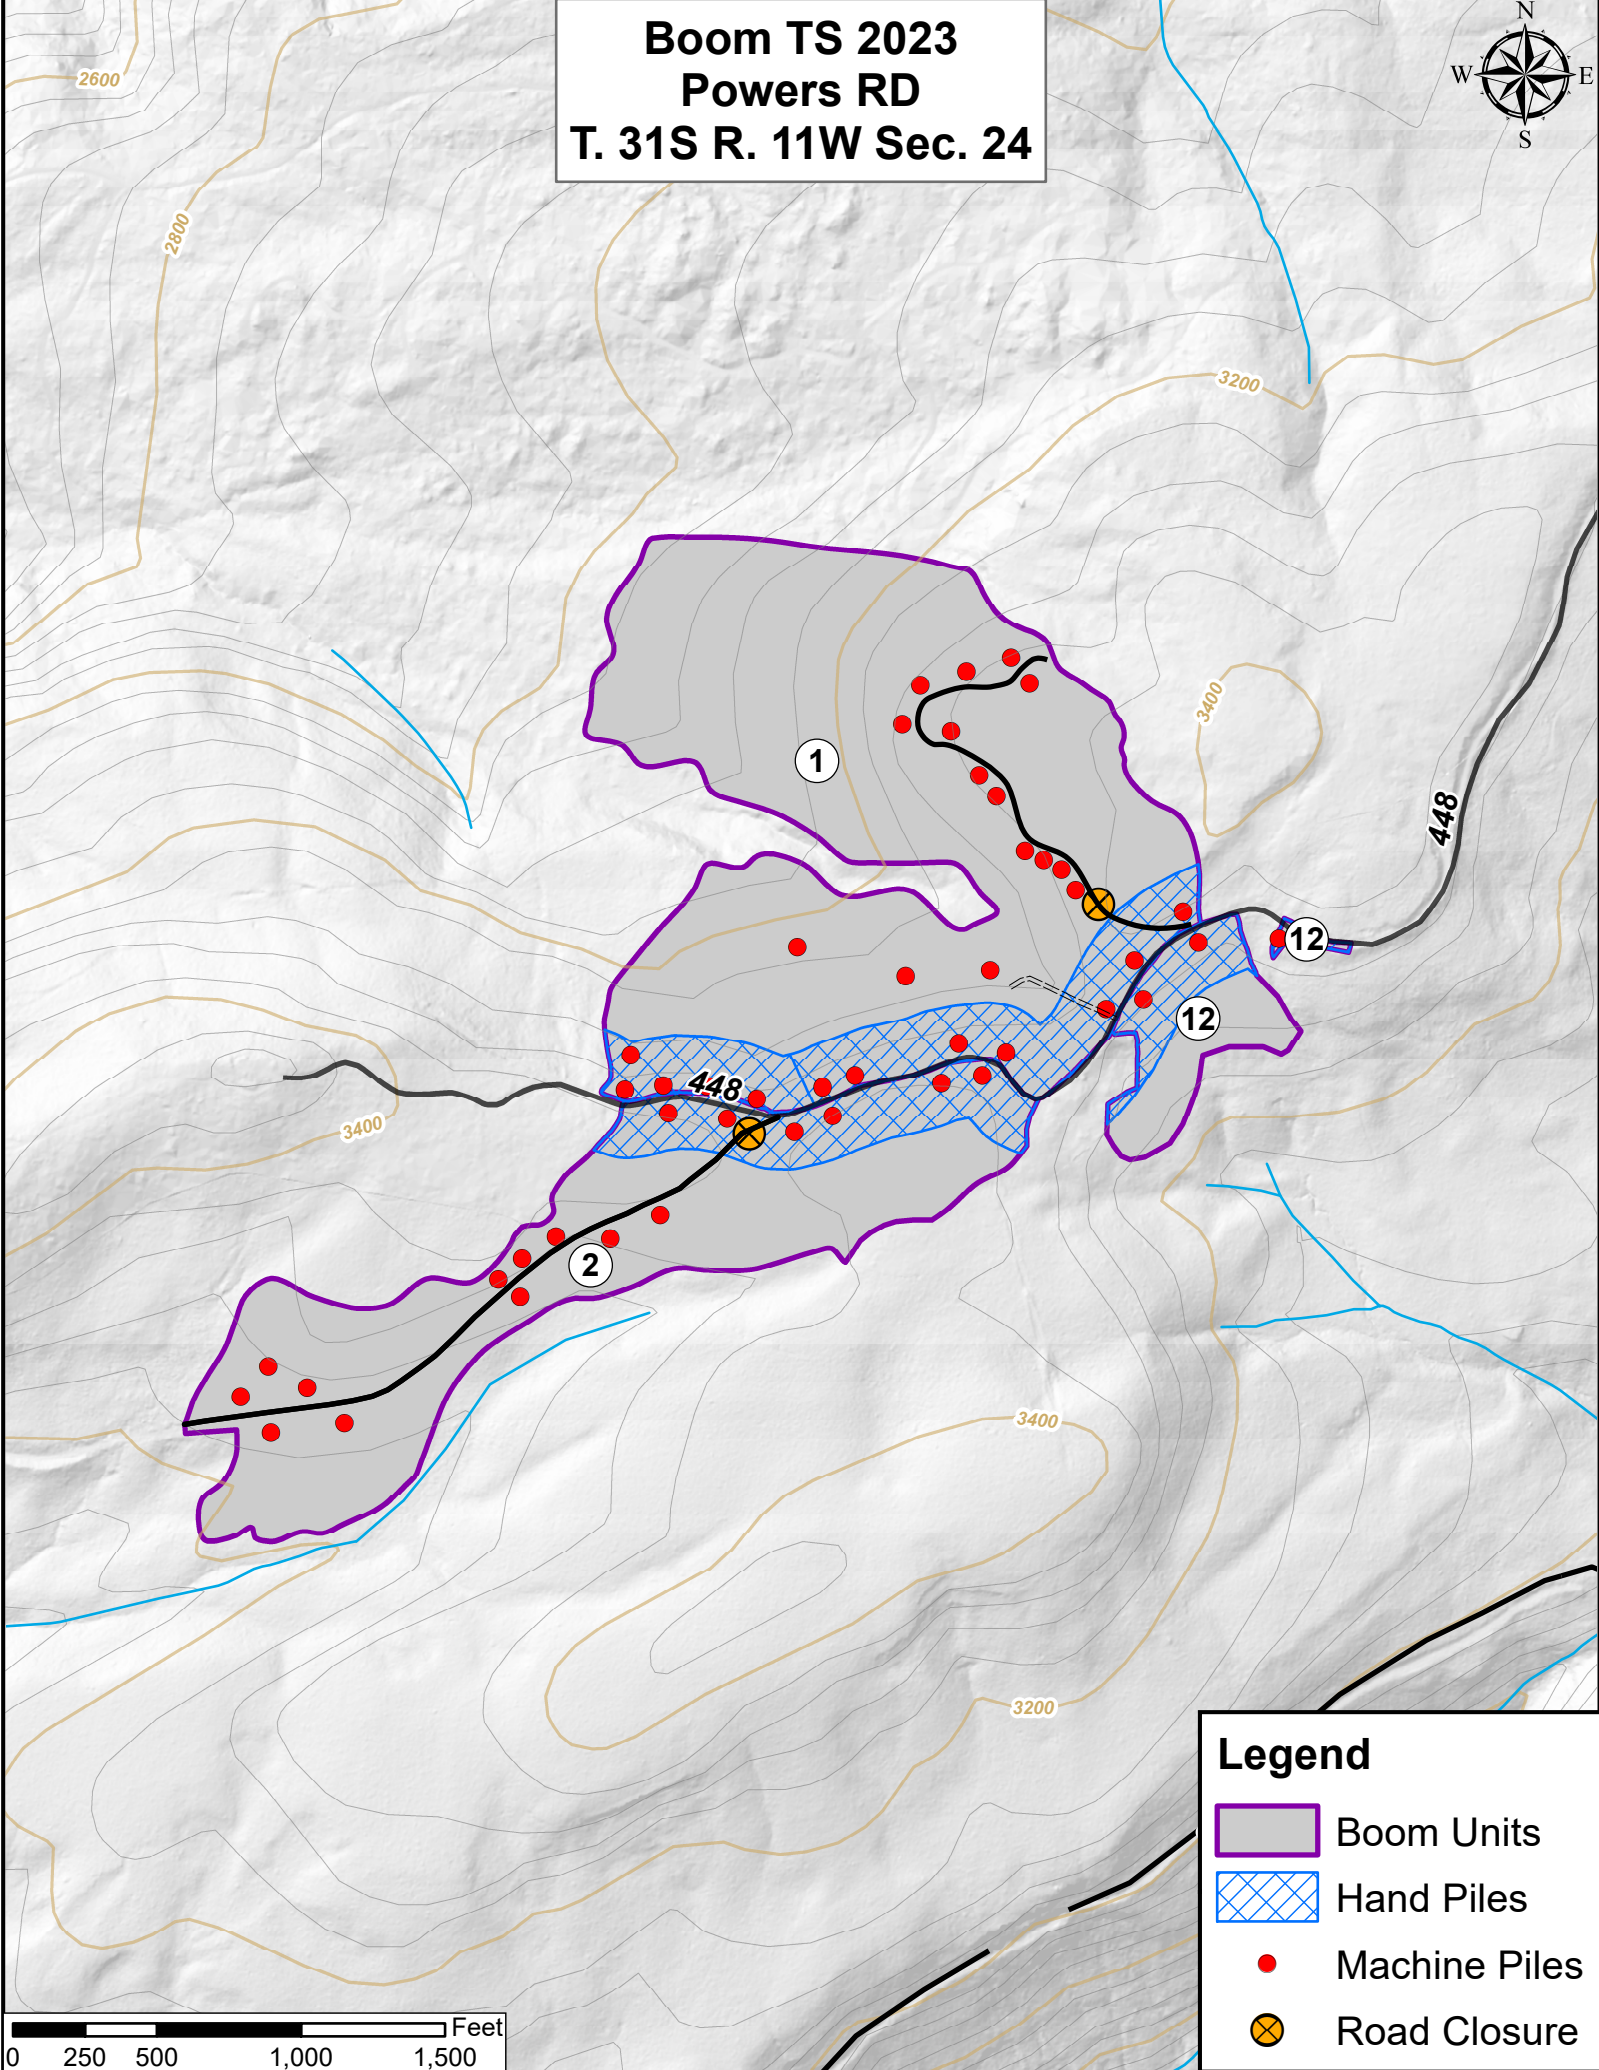 Boom TS 2023
Powers RD
T. 31S R. 11W Sec. 24
N
W E
S
2600
2800
3200
3400
448
1
12
12
448
3400
2
3400
3200
Legend
Boom Units
Hand Piles
Machine Piles
Road Closure
Feet
0 250 500 1,000 1,500